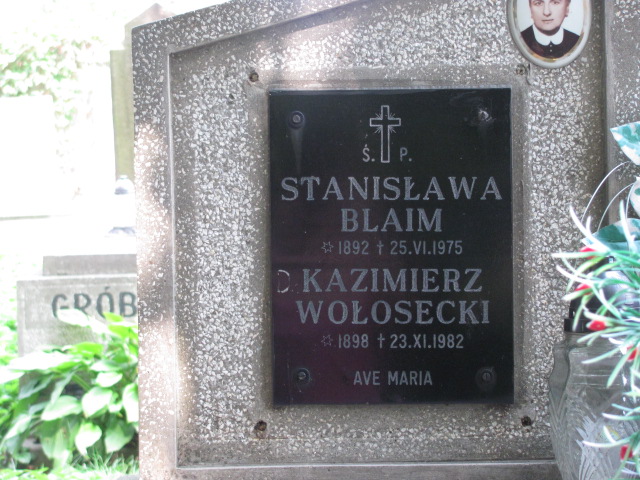 Ś. P.
STANISŁAWA
BLAIM
☆ 1892 † 25.VI.1975
KAZIMIERZ
WOŁOSECKI
☆ 1898 † 23.XI.1982
AVE MARIA
GRÓB